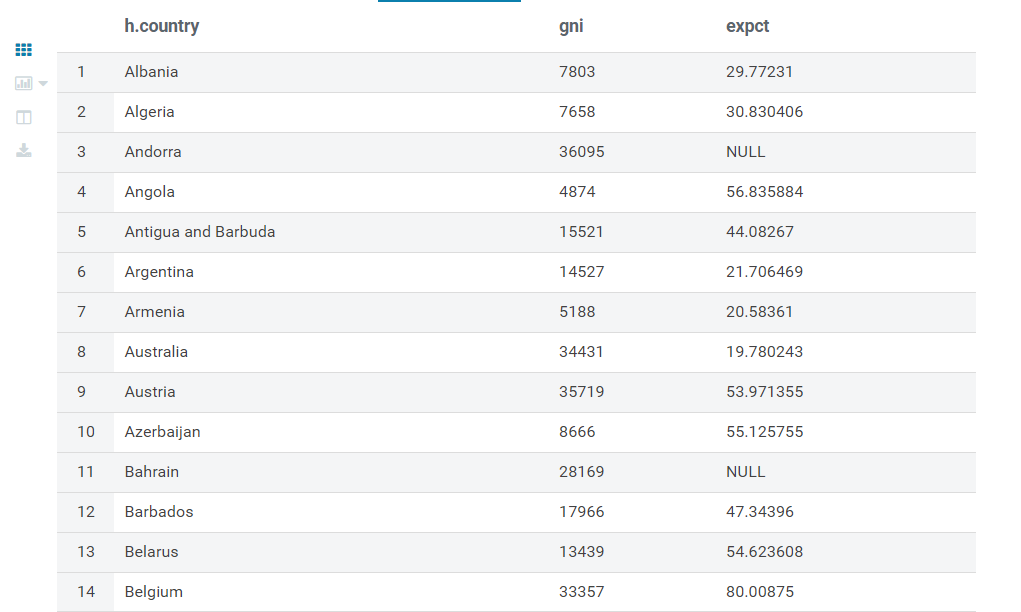 h.country gni expct
1 Albania 7803 29.77231
2 Algeria 7658 30.830406
3 Andorra 36095 NULL
4 Angola 4874 56.835884
5 Antigua and Barbuda 15521 44.08267
6 Argentina 14527 21.706469
7 Armenia 5188 20.58361
8 Australia 34431 19.780243
9 Austria 35719 53.971355
10 Azerbaijan 8666 55.125755
11 Bahrain 28169 NULL
12 Barbados 17966 47.34396
13 Belarus 13439 54.623608
14 Belgium 33357 80.00875